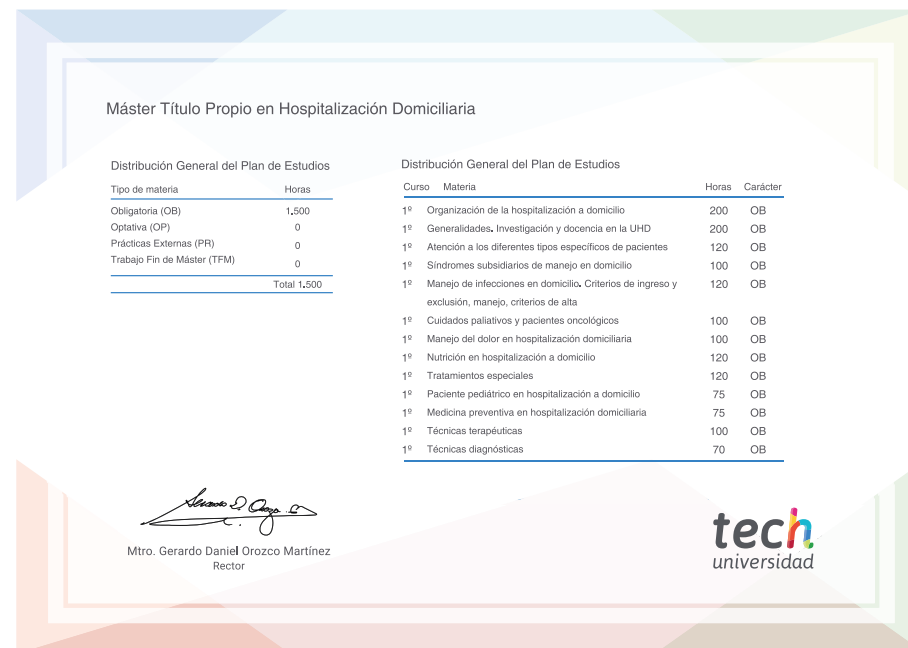 Máster Título Propio en Hospitalización Domiciliaria
Distribución General del Plan de Estudios
Tipo de materia Horas
Obligatoria (OB) 1.500
Optativa (OP) 0
Prácticas Externas (PR) 0
Trabajo Fin de Máster (TFM) 0
Total 1.500
Distribución General del Plan de Estudios
Curso Materia Horas Carácter
1º Organización de la hospitalización a domicilio 200 OB
1º Generalidades. Investigación y docencia en la UHD 200 OB
1º Atención a los diferentes tipos específicos de pacientes 120 OB
1º Síndromes subsidiarios de manejo en domicilio 100 OB
1º Manejo de infecciones en domicilio. Criterios de ingreso y 120 OB
exclusión, manejo, criterios de alta
1º Cuidados paliativos y pacientes oncológicos 100 OB
1º Manejo del dolor en hospitalización domiciliaria 100 OB
1º Nutrición en hospitalización a domicilio 120 OB
1º Tratamientos especiales 120 OB
1º Paciente pediátrico en hospitalización a domicilio 75 OB
1º Medicina preventiva en hospitalización domiciliaria 75 OB
1º Técnicas terapéuticas 100 OB
1º Técnicas diagnósticas 70 OB
Mtro. Gerardo Daniel Orozco Martínez
Rector
tech
universidad